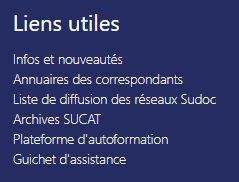 Liens utiles
Infos et nouveautés
Annuaires des correspondants
Liste de diffusion des réseaux Sudoc
Archives SUCAT
Plateforme d'autoformation
Guichet d'assistance